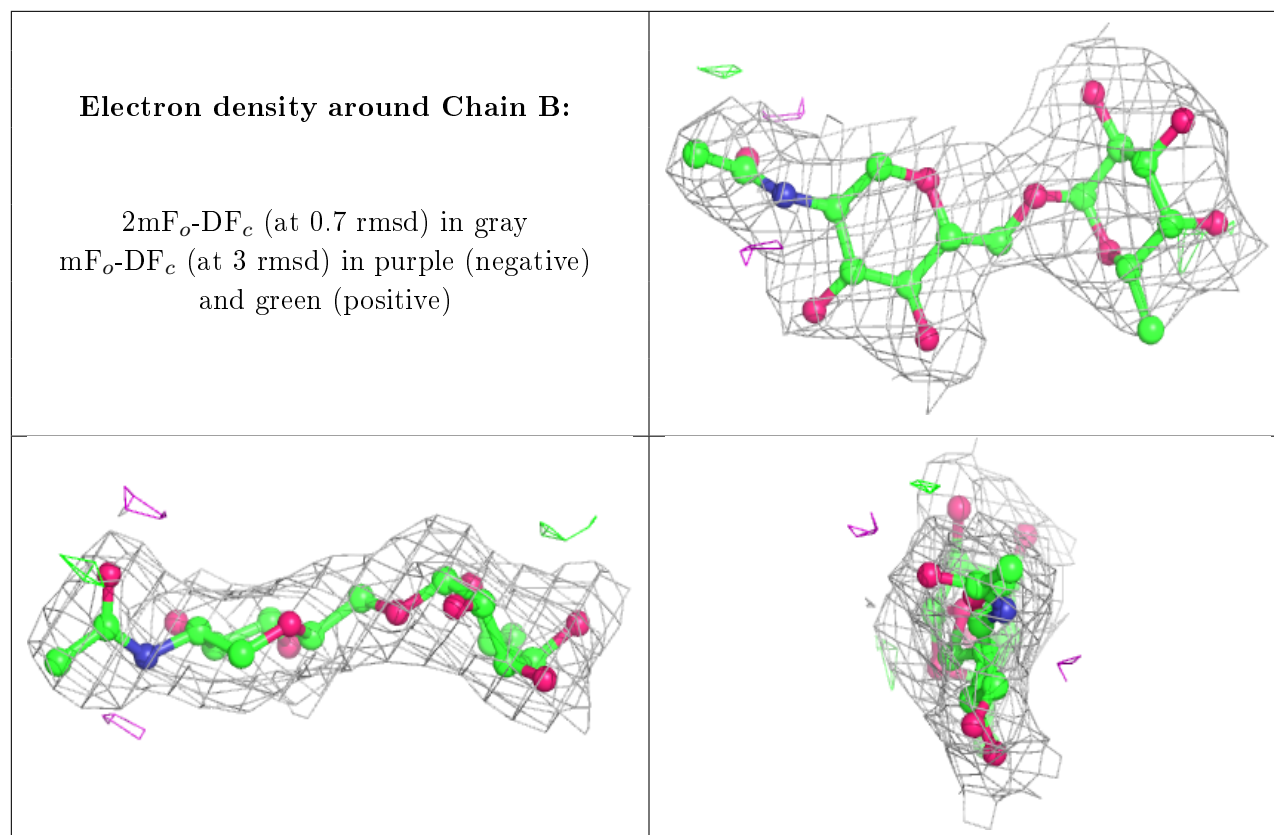 Electron density around Chain B:
2mFₒ-DF𝒸 (at 0.7 rmsd) in gray
mFₒ-DF𝒸 (at 3 rmsd) in purple (negative)
and green (positive)